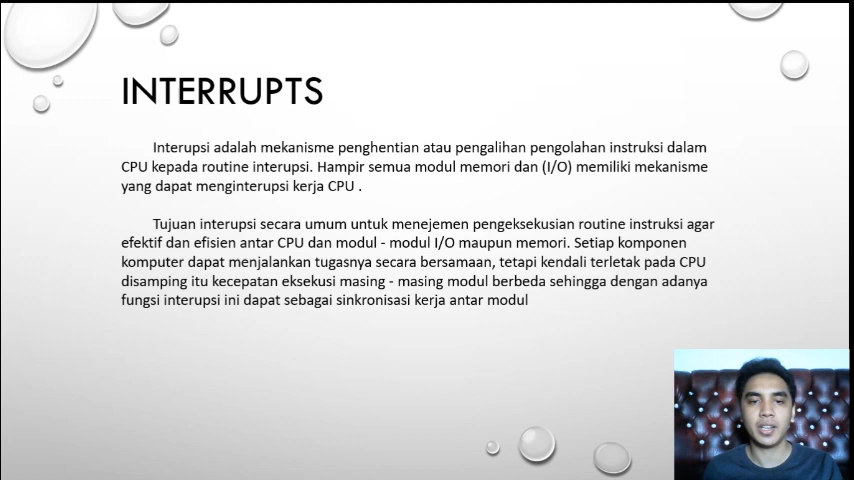 INTERRUPTS
Interupsi adalah mekanisme penghentian atau pengalihan pengolahan instruksi dalam
CPU kepada routine interupsi. Hampir semua modul memori dan (I/O) memiliki mekanisme
yang dapat menginterupsi kerja CPU .
Tujuan interupsi secara umum untuk menejemen pengeksekusian routine instruksi agar
efektif dan efisien antar CPU dan modul - modul I/O maupun memori. Setiap komponen
komputer dapat menjalankan tugasnya secara bersamaan, tetapi kendali terletak pada CPU
disamping itu kecepatan eksekusi masing - masing modul berbeda sehingga dengan adanya
fungsi interupsi ini dapat sebagai sinkronisasi kerja antar modul